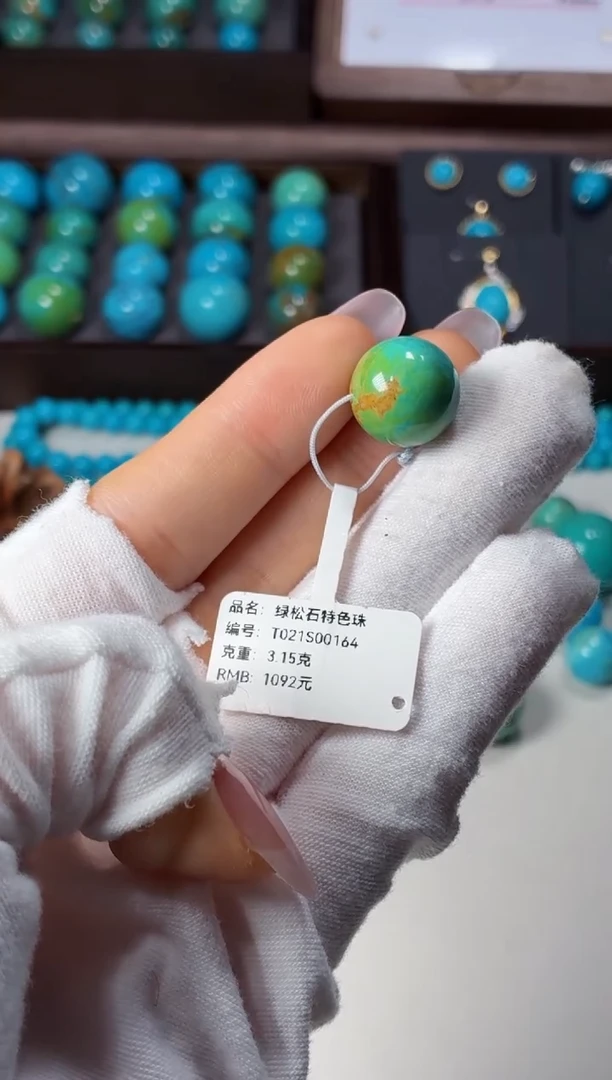 品名: 绿松石特色珠
编号: T021S00164
克重: 3.15克
RMB: 1092元